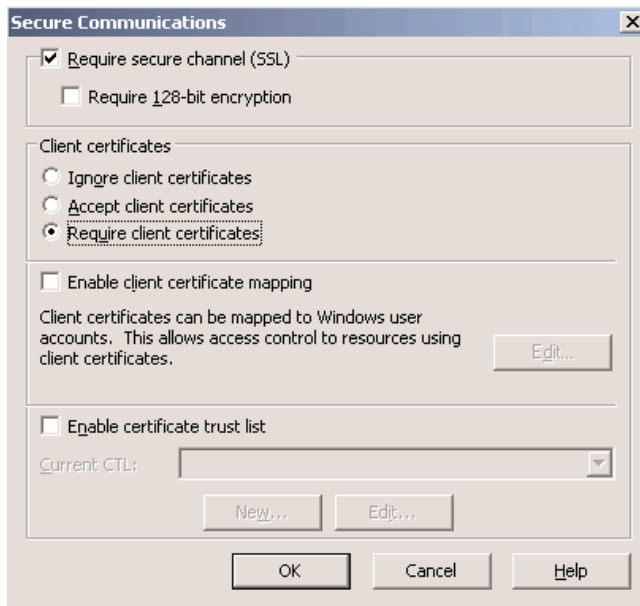 Secure Communications
Require secure channel (SSL)
Require 128-bit encryption
Client certificates
Ignore client certificates
Accept client certificates
Require client certificates
Enable client certificate mapping
Client certificates can be mapped to Windows user
accounts. This allows access control to resources using
client certificates.
Edit...
Enable certificate trust list
Current CTL:
New... Edit...
OK Cancel Help